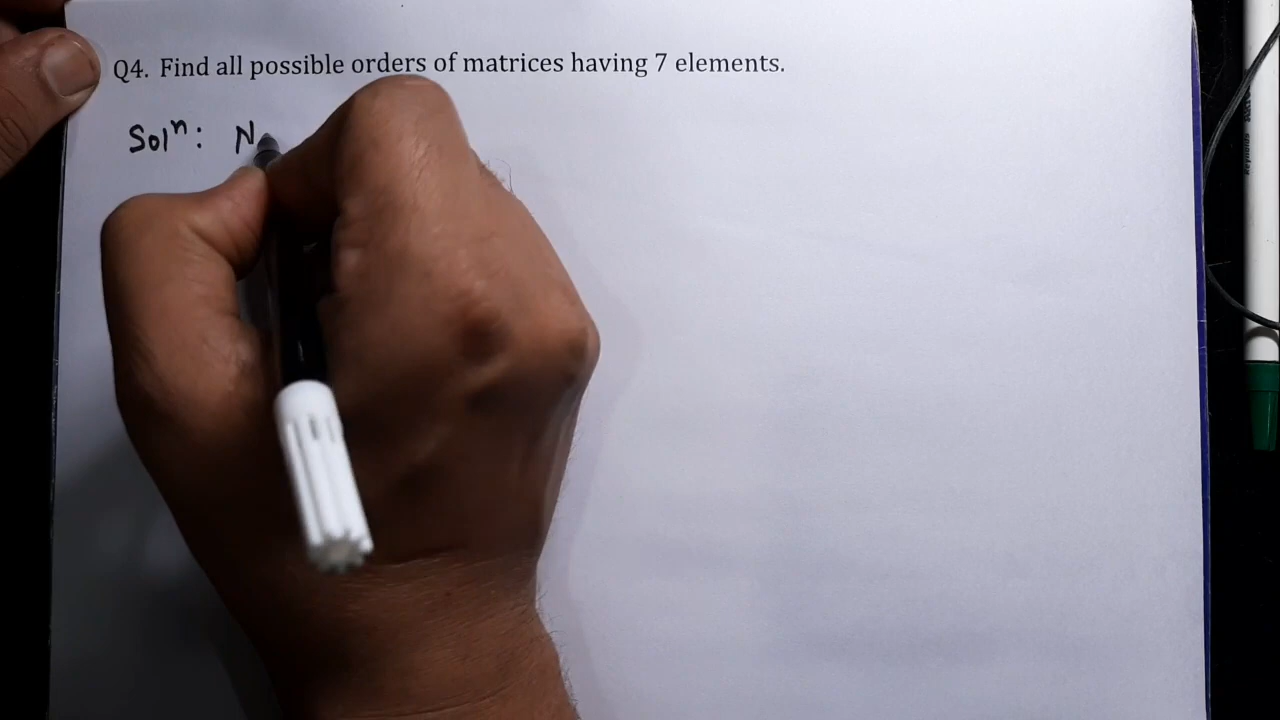 Q4. Find all possible orders of matrices having 7 elements.
Solⁿ: N